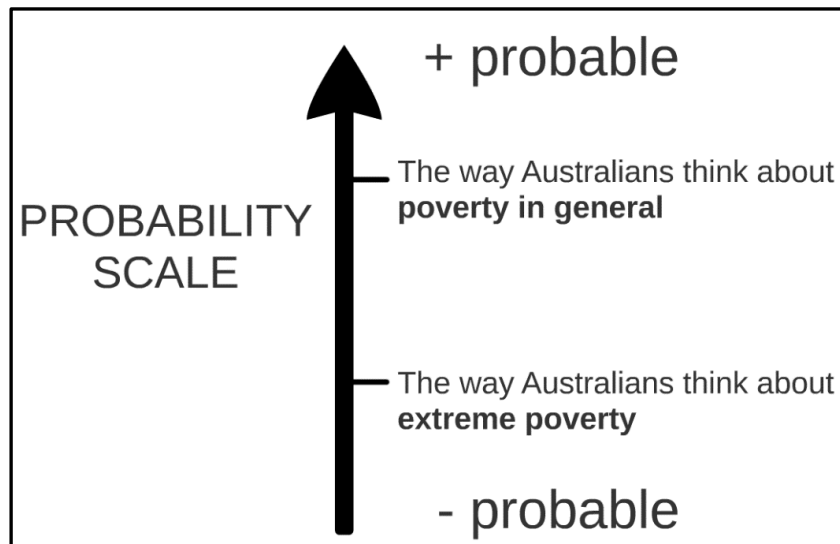 + probable
The way Australians think about
poverty in general
PROBABILITY
SCALE
The way Australians think about
extreme poverty
- probable